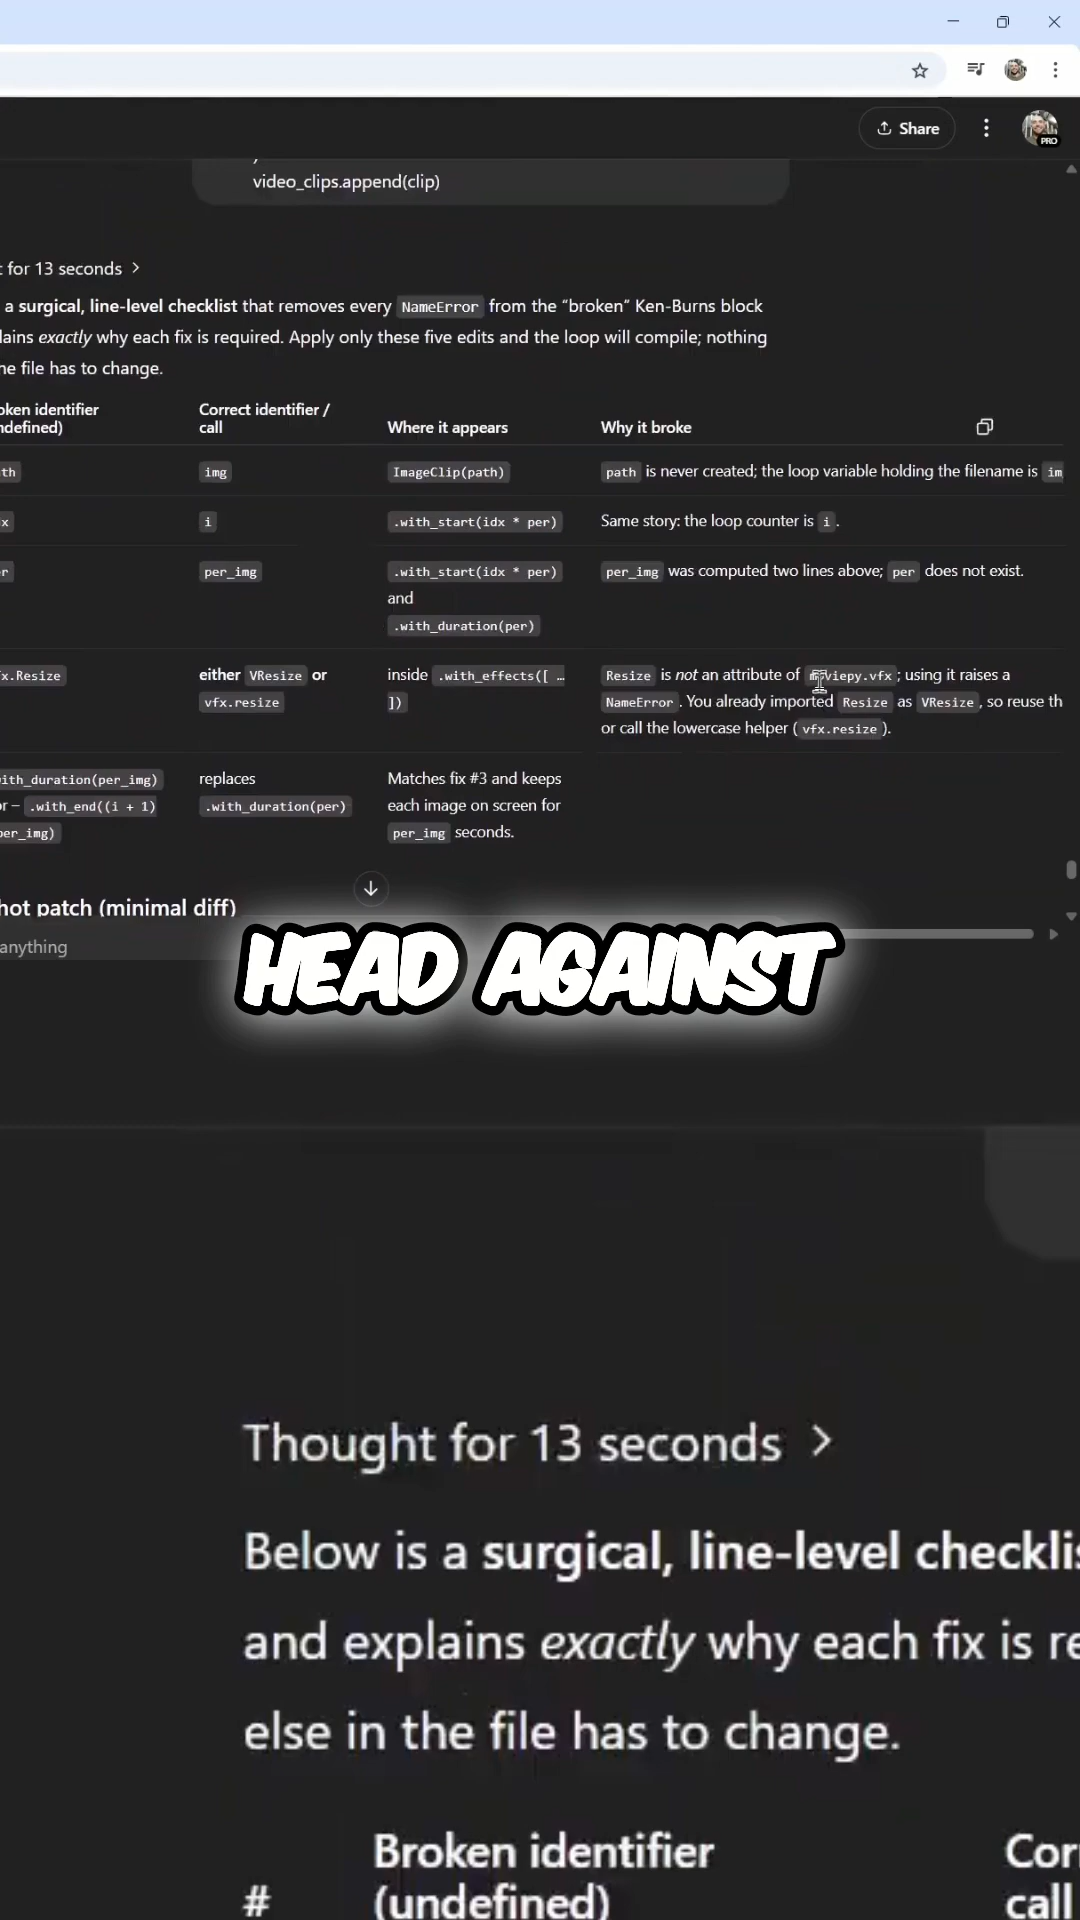 Share
PRO
video_clips.append(clip)
for 13 seconds >
a surgical, line-level checklist that removes every NameError from the “broken” Ken-Burns block
lains exactly why each fix is required. Apply only these five edits and the loop will compile; nothing
he file has to change.
oken identifier
ndefined)
Correct identifier /
call
Where it appears
Why it broke
th
img
ImageClip(path)
path is never created; the loop variable holding the filename is im
x
i
.with_start(idx * per)
Same story: the loop counter is i.
r
per_img
.with_start(idx * per)
and
.with_duration(per)
per_img was computed two lines above; per does not exist.
x.Resize
either VResize or
vfx.resize
inside .with_effects([ …
])
Resize is not an attribute of moviepy.vfx; using it raises a
NameError. You already imported Resize as VResize, so reuse th
or call the lowercase helper (vfx.resize).
ith_duration(per_img)
or – .with_end((i + 1)
per_img)
replaces
.with_duration(per)
Matches fix #3 and keeps
each image on screen for
per_img seconds.
hot patch (minimal diff)
anything
HEAD AGAINST
Thought for 13 seconds >
Below is a surgical, line-level checklis
and explains exactly why each fix is re
else in the file has to change.
#
Broken identifier
(undefined)
Corr
call